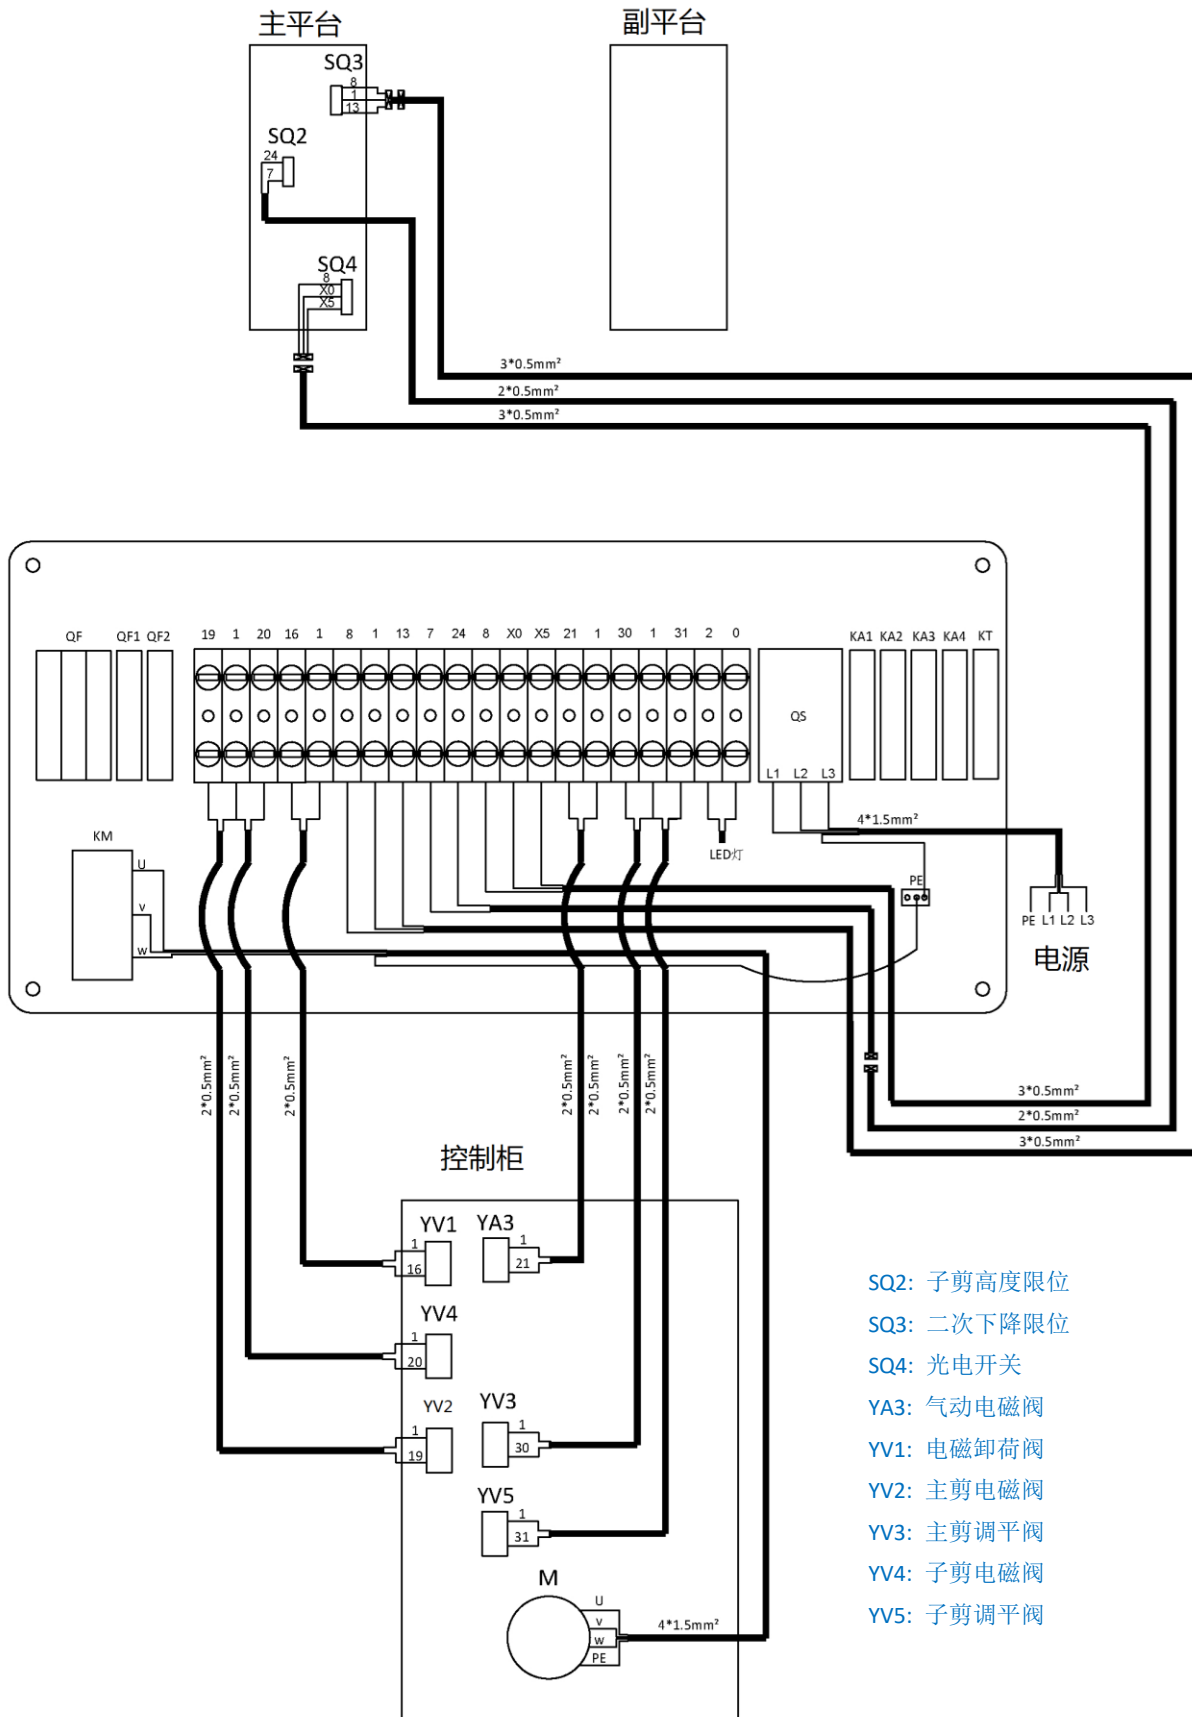 主平台 副平台
SQ3
8
1
13
SQ2
24
7
SQ4
8
X0
X5
3*0.5mm²
2*0.5mm²
3*0.5mm²
QF QF1 QF2 19 1 20 16 1 8 1 13 7 24 8 X0 X5 21 1 30 1 31 2 0 KA1 KA2 KA3 KA4 KT
QS
L1 L2 L3
4*1.5mm²
KM
LED灯
U
V
W
PE
PE L1 L2 L3
电源
2*0.5mm² 2*0.5mm² 2*0.5mm² 2*0.5mm² 2*0.5mm² 2*0.5mm² 2*0.5mm²
3*0.5mm²
2*0.5mm²
3*0.5mm²
控制柜
YV1
1
16
YA3
1
21
YV4
1
20
YV2
1
19
YV3
1
30
YV5
1
31
M
U
V
W
PE
4*1.5mm²
SQ2: 子剪高度限位
SQ3: 二次下降限位
SQ4: 光电开关
YA3: 气动电磁阀
YV1: 电磁卸荷阀
YV2: 主剪电磁阀
YV3: 主剪调平阀
YV4: 子剪电磁阀
YV5: 子剪调平阀